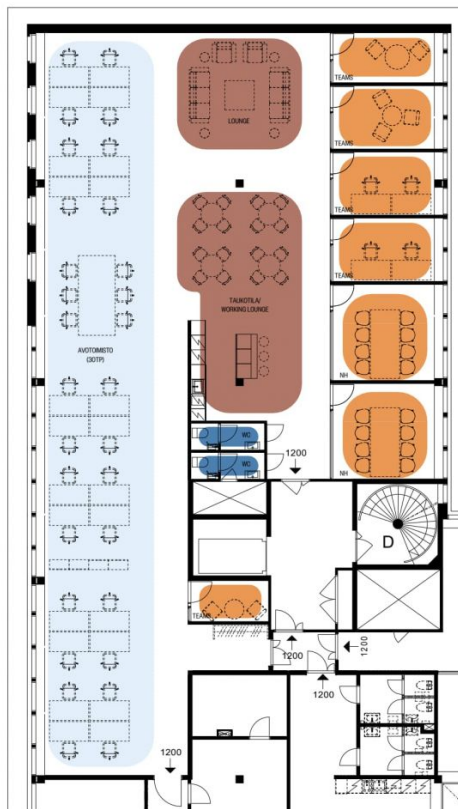 LOUNGE
TEAMS
TEAMS
TEAMS
TEAMS
TAUKOTILA/
WORKING LOUNGE
AVOTOIMISTO
(30TP)
NH
NH
WC
WC
1200
D
TEAMS
1200
1200
1200
1200